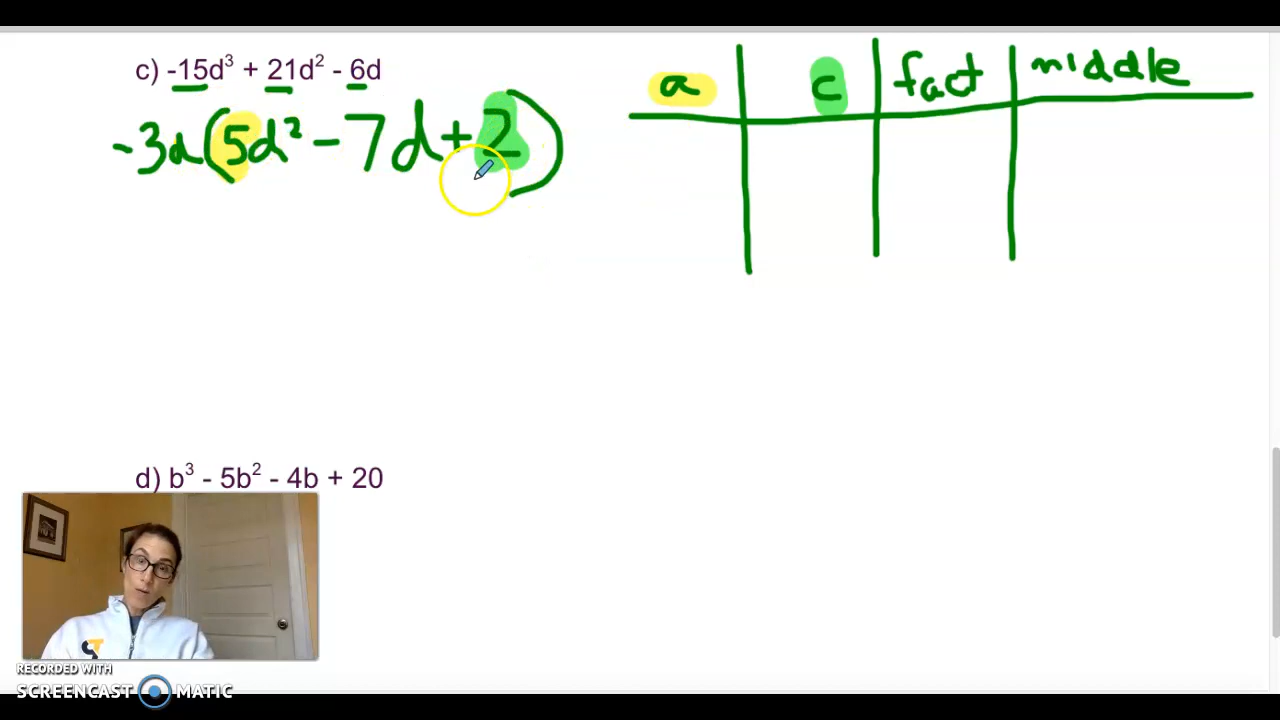 c) -15d³ + 21d² - 6d
-3d(5d² - 7d + 2)
a c fact middle
d) b³ - 5b² - 4b + 20
RECORDED WITH
SCREENCAST MATIC